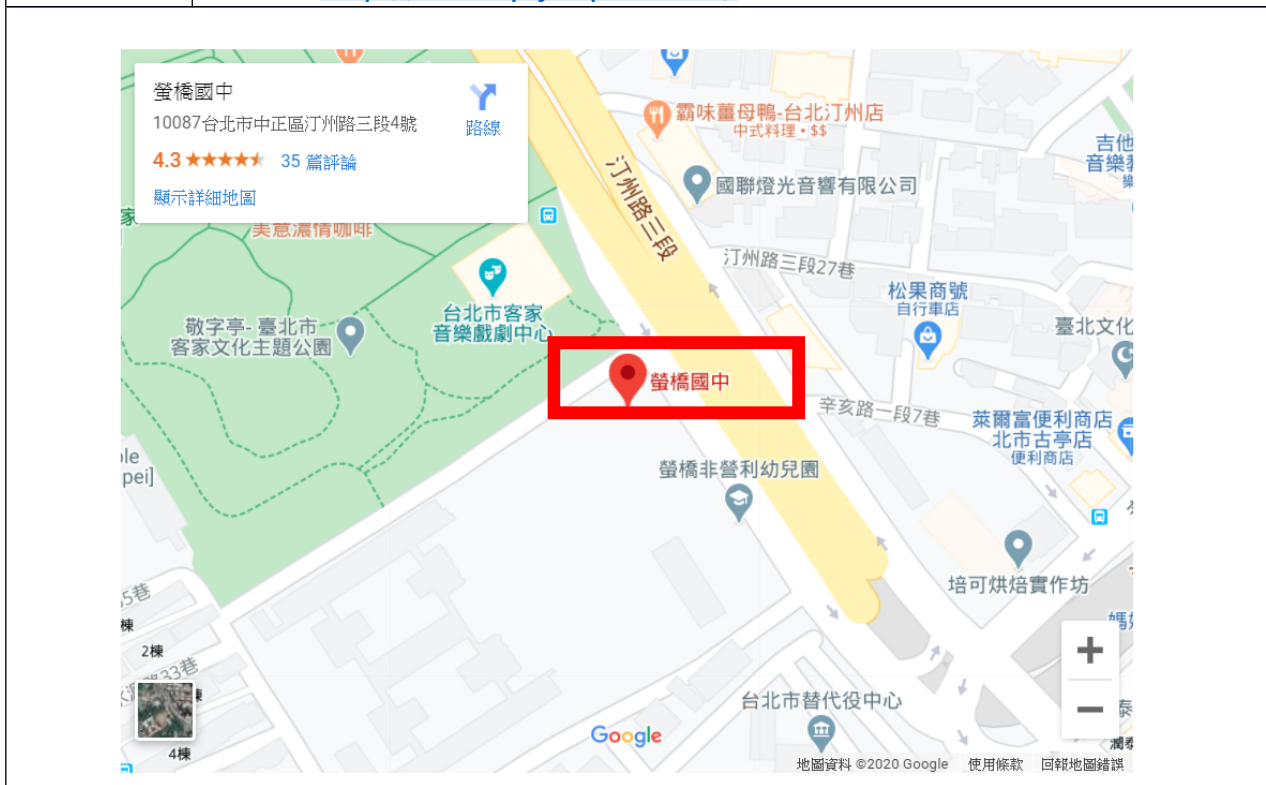 螢橋國中
10087台北市中正區汀州路三段4號
路線
4.3
35 篇評論
顯示詳細地圖
美意濃情咖啡
霸味薑母鴨-台北汀州店
中式料理・$$
吉他
音樂教
國聯燈光音響有限公司
汀州路三段
汀州路三段27巷
台北市客家
音樂戲劇中心
敬字亭- 臺北市
客家文化主題公園
松果商號
自行車店
臺北文化
螢橋國中
辛亥路一段7巷
萊爾富便利商店
北市古亭店
便利商店
ple
pei]
螢橋非營利幼兒園
培可烘焙實作坊
5巷
棟
2棟
33巷
4棟
台北市替代役中心
泰
潤泰
Google
地圖資料 ©2020 Google
使用條款
回報地圖錯誤